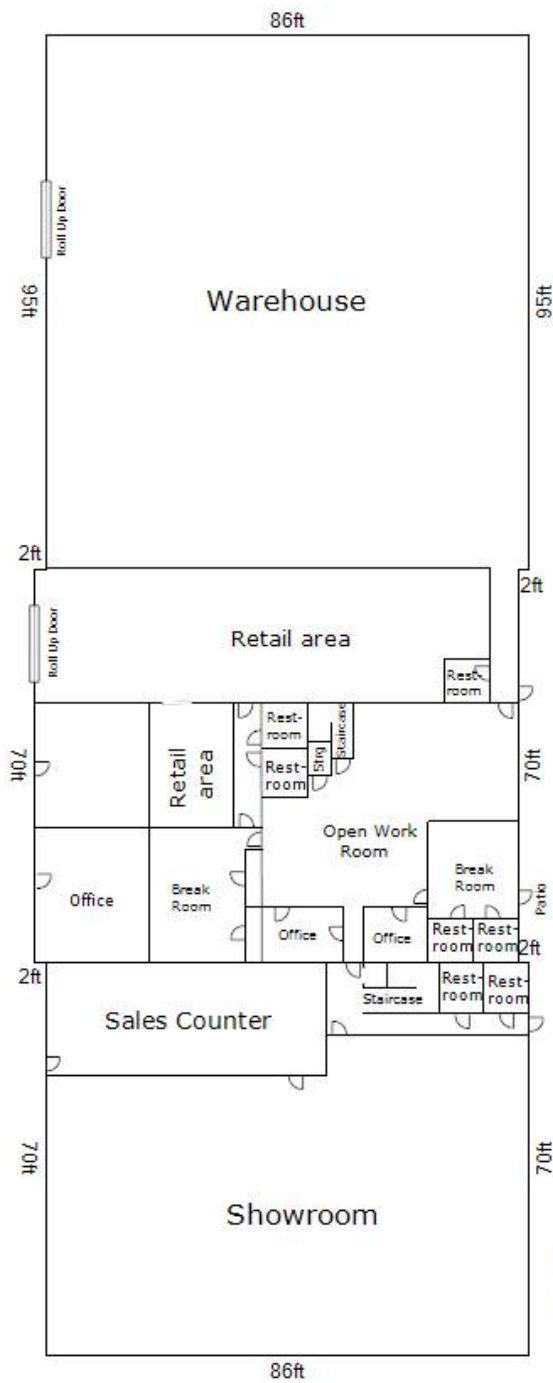 86ft
Roll Up Door
95ft
Warehouse
95ft
2ft
2ft
Roll Up Door
Retail area
Rest-
room
70ft
Retail
area
Rest-
room
Rest-
room
Strg
Staircase
70ft
Open Work
Room
Office
Break
Room
Break
Room
Patio
Office
Office
Rest-
room
Rest-
room
2ft
2ft
Sales Counter
Staircase
Rest-
room
Rest-
room
70ft
70ft
Showroom
86ft